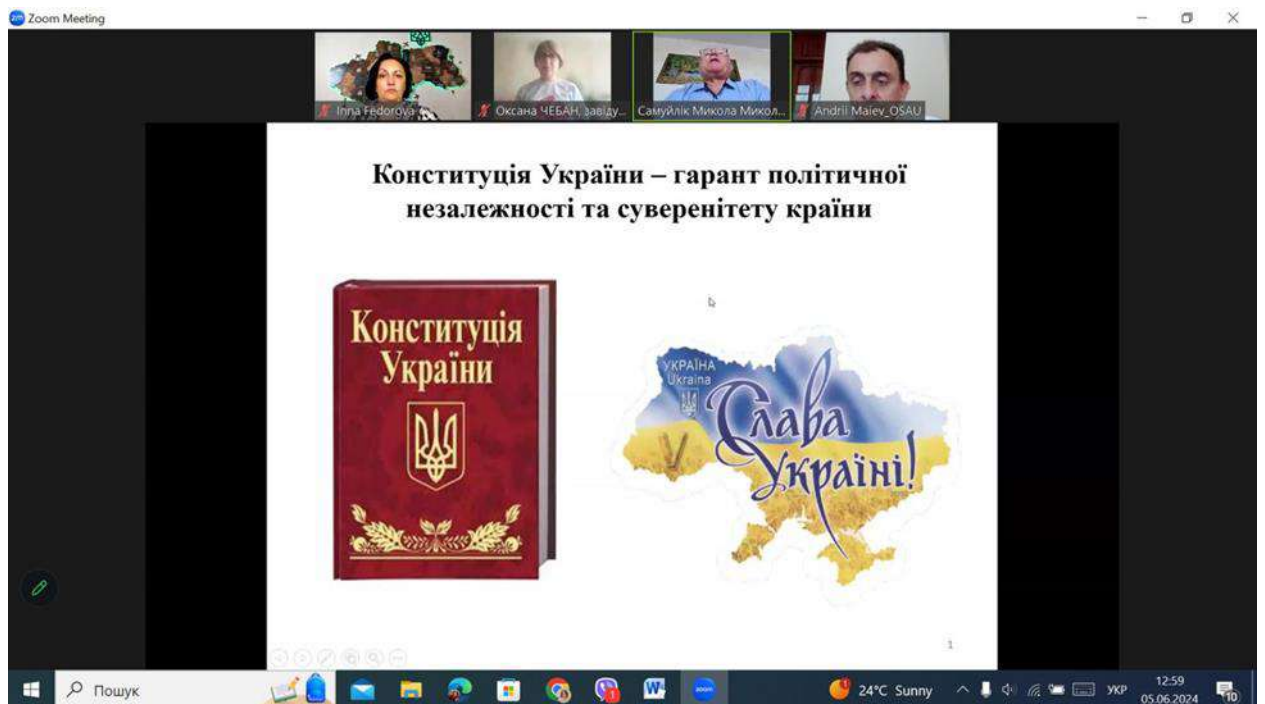 Zoom Meeting
Inna Fedorova
Оксана ЧЕБАН, завіду...
Самуйлік Микола Микол...
Andrii Maiev_OSAU
Конституція України – гарант політичної
незалежності та суверенітету країни
Конституція
України
УКРАЇНА
Ukraina
V
Слава
Україні!
1
Пошук
24°C Sunny
УКР
12:59
05.06.2024
10